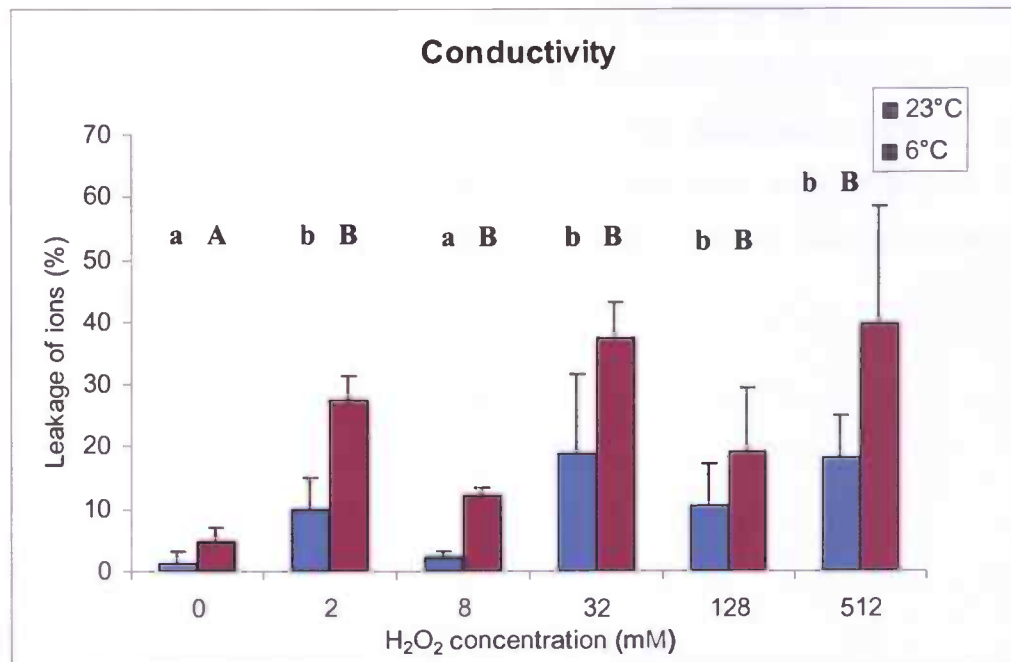 Conductivity
23°C
6°C
70
60
50
40
30
20
10
0
Leakage of ions (%)
a A
b B
a B
b B
b B
b B
0 2 8 32 128 512
H₂O₂ concentration (mM)